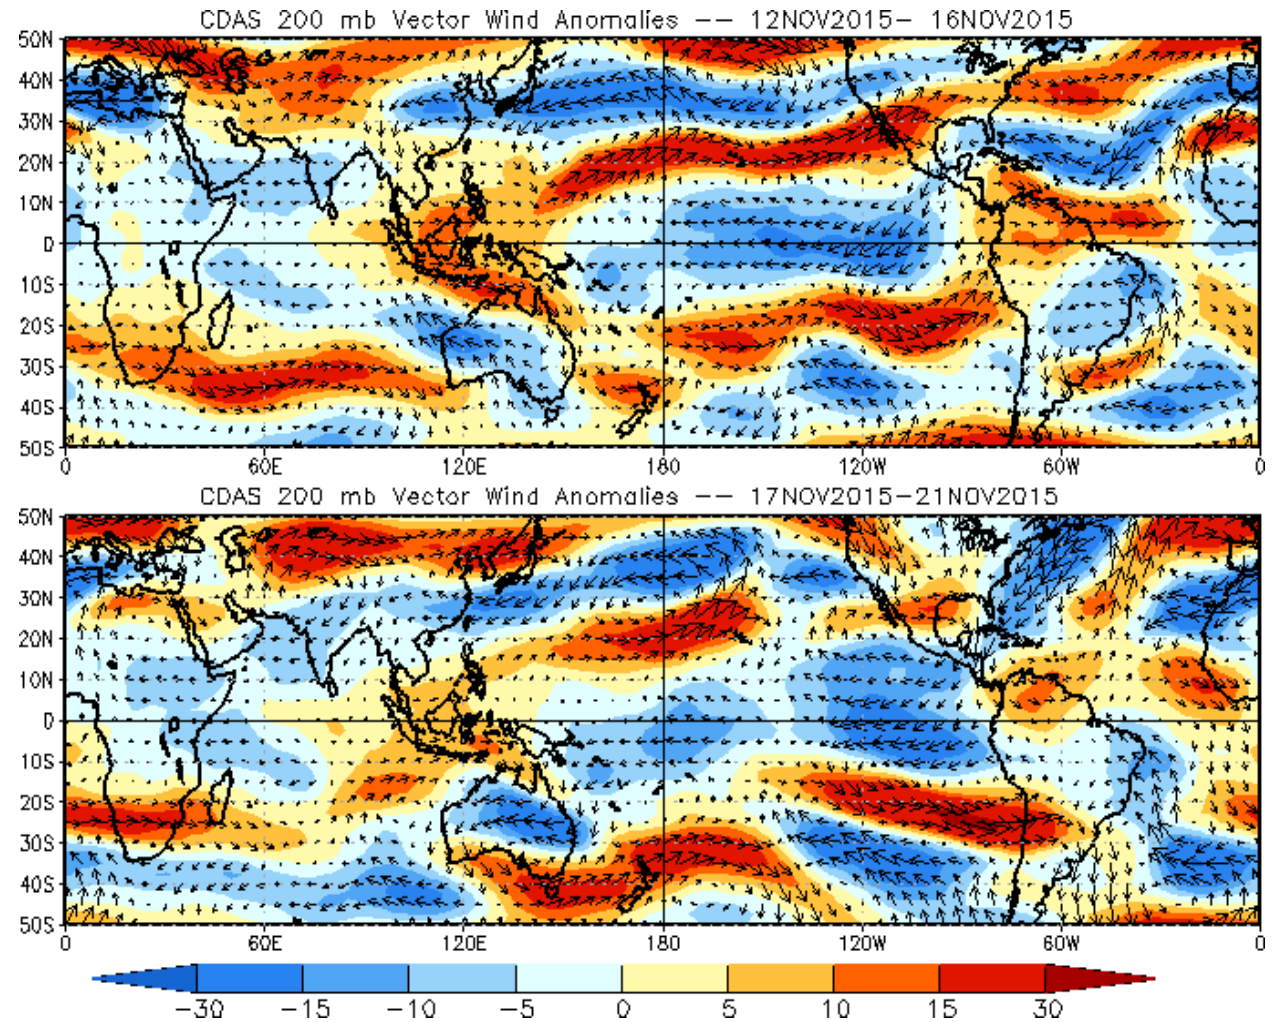 CDAS 200 mb Vector Wind Anomalies -- 12NOV2015- 16NOV2015
50N
40N
30N
20N
10N
0
10S
20S
30S
40S
50S
0 60E 120E 180 120W 60W 0
CDAS 200 mb Vector Wind Anomalies -- 17NOV2015-21NOV2015
50N
40N
30N
20N
10N
0
10S
20S
30S
40S
50S
0 60E 120E 180 120W 60W 0
-30 -15 -10 -5 0 5 10 15 30